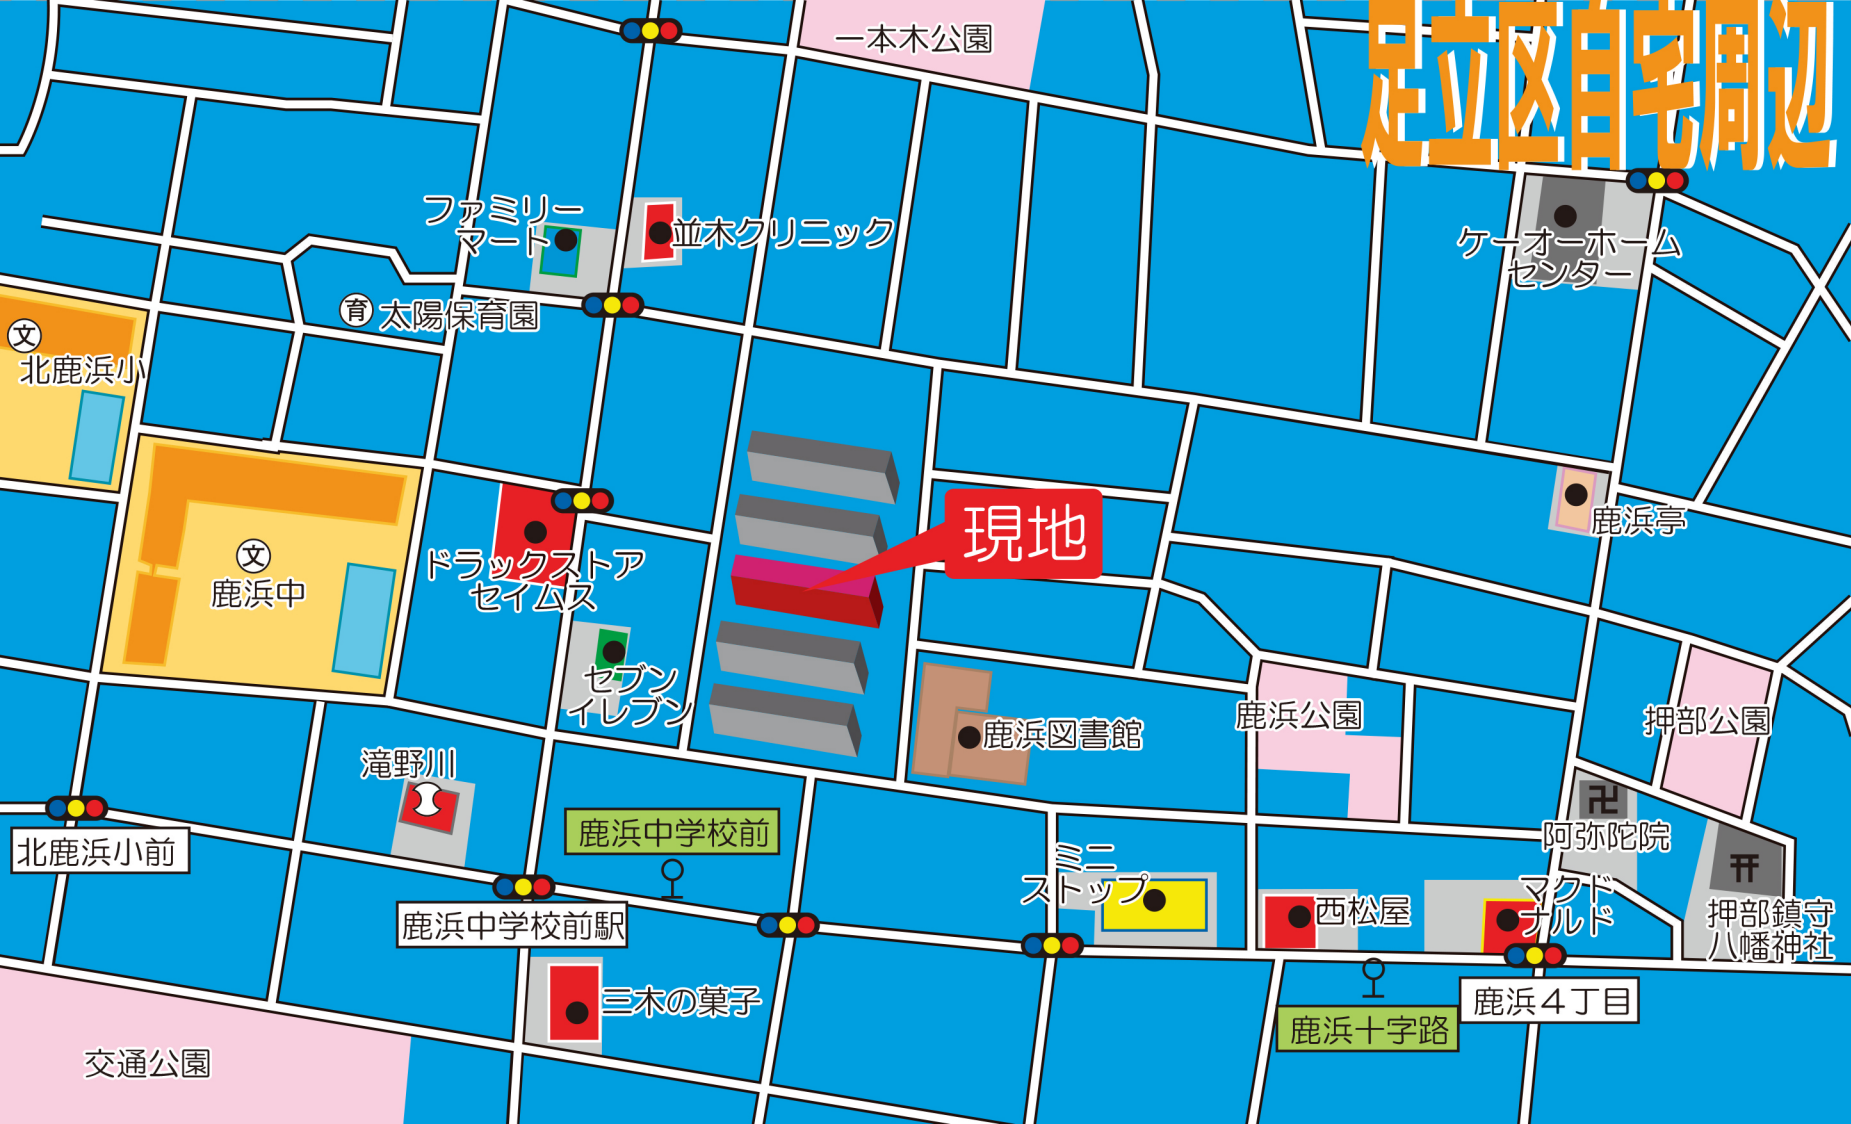 足立区自宅周辺
一本木公園
ファミリー
マート
並木クリニック
ケーオーホーム
センター
育 太陽保育園
文
北鹿浜小
鹿浜亭
現地
文
鹿浜中
ドラックストア
セイムス
セブン
イレブン
鹿浜図書館
鹿浜公園
押部公園
滝野川
北鹿浜小前
鹿浜中学校前
鹿浜中学校前駅
ミニ
ストップ
西松屋
マクド
ナルド
卍
阿弥陀院
押部鎮守
八幡神社
三木の菓子
鹿浜十字路
鹿浜4丁目
交通公園